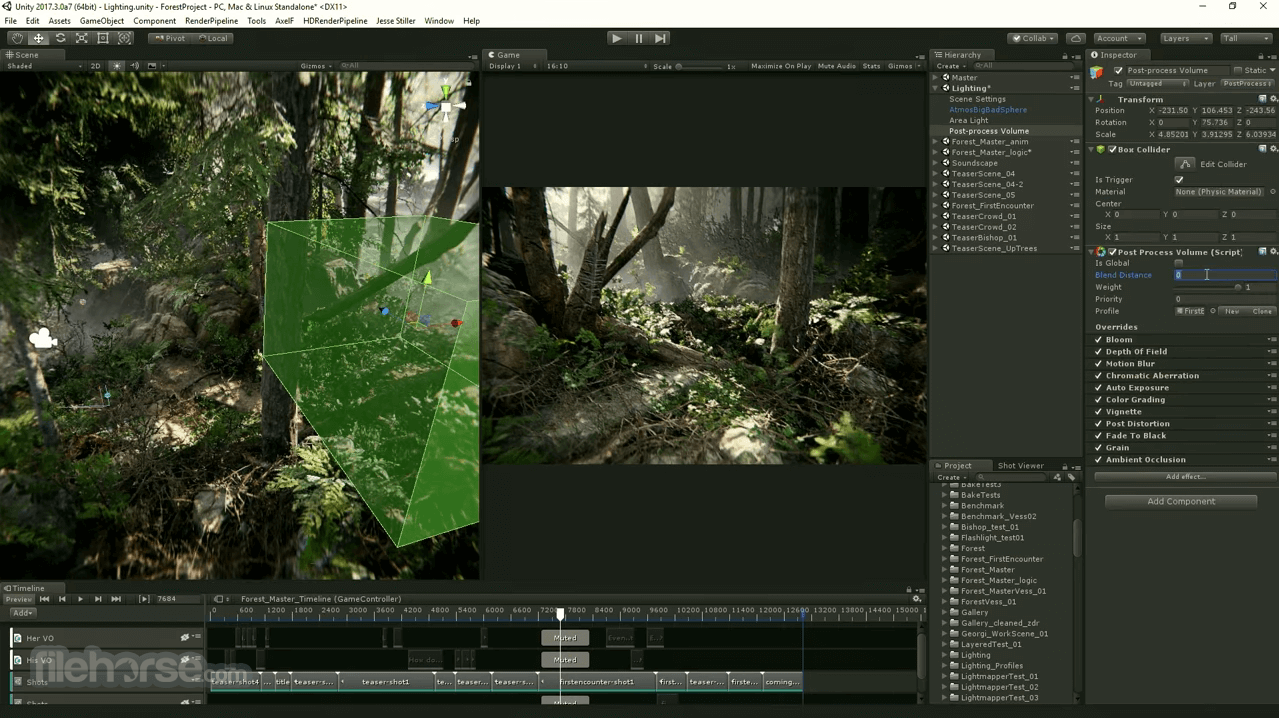 Unity 2017.3.0a7 (64bit) - Lighting.unity - ForestProject - PC, Mac & Linux Standalone* <DX11>
File Edit Assets GameObject Component RenderPipeline Tools AxelF HDRenderPipeline Jesse Stiller Window Help
Pivot Local Collab Account Layers Tall
Scene Game Hierarchy Inspector
Shaded 2D Gizmos All
Display 1 16:10 Scale 1x Maximize On Play Mute Audio Stats Gizmos
Create All
Master
Lighting*
Scene Settings
AtmosBigBadSphere
Area Light
Post-process Volume
Forest_Master_anim
Forest_Master_logic*
Soundscape
TeaserScene_04
TeaserScene_04-2
TeaserScene_05
Forest_FirstEncounter
TeaserCrowd_01
TeaserCrowd_02
TeaserBishop_01
TeaserScene_UpTrees
Post-process Volume Static
Tag Untagged Layer PostProcess
Transform
Position X -231.50 Y 106.453 Z -243.56
Rotation X 0 Y 75.736 Z 0
Scale X 4.85201 Y 3.91295 Z 6.03934
Box Collider
Edit Collider
Is Trigger
Material None (Physic Material)
Center
X 0 Y 0 Z 0
Size
X 1 Y 1 Z 1
Post Process Volume (Script)
Is Global
Blend Distance 0
Weight 1
Priority 0
Profile FirstE New Clone
Overrides
Bloom
Depth Of Field
Motion Blur
Chromatic Aberration
Auto Exposure
Color Grading
Vignette
Post Distortion
Fade To Black
Grain
Ambient Occlusion
Add effect...
Add Component
Project Shot Viewer
Create
BakeTest3
BakeTests
Benchmark
Benchmark_Vess02
Bishop_test_01
Flashlight_test01
Forest
Forest_FirstEncounter
Forest_Master
Forest_Master_logic
Forest_MasterVess_01
ForestVess_01
Gallery
Gallery_cleaned_zdr
Georgi_WorkScene_01
LayeredTest_01
Lighting
Lighting_Profiles
LightmapperTest_01
LightmapperTest_02
LightmapperTest_03
Timeline
Preview 7684 Forest_Master_Timeline (GameController)
Add
0 600 1200 1800 2400 3000 3600 4200 4800 5400 6000 6600 7200 7800 8400 9000 9600 10200 10800 11400 12000 12600 13200 13800 14400 15000
Her VO Muted
His VO Muted
Shots teaser-shot4 ... title teaser-s... teaser-shot1 te... teaser... teaser-s... firstencounter-shot1 first... teaser-... firste... coming...
Shots Muted
filehorse.com